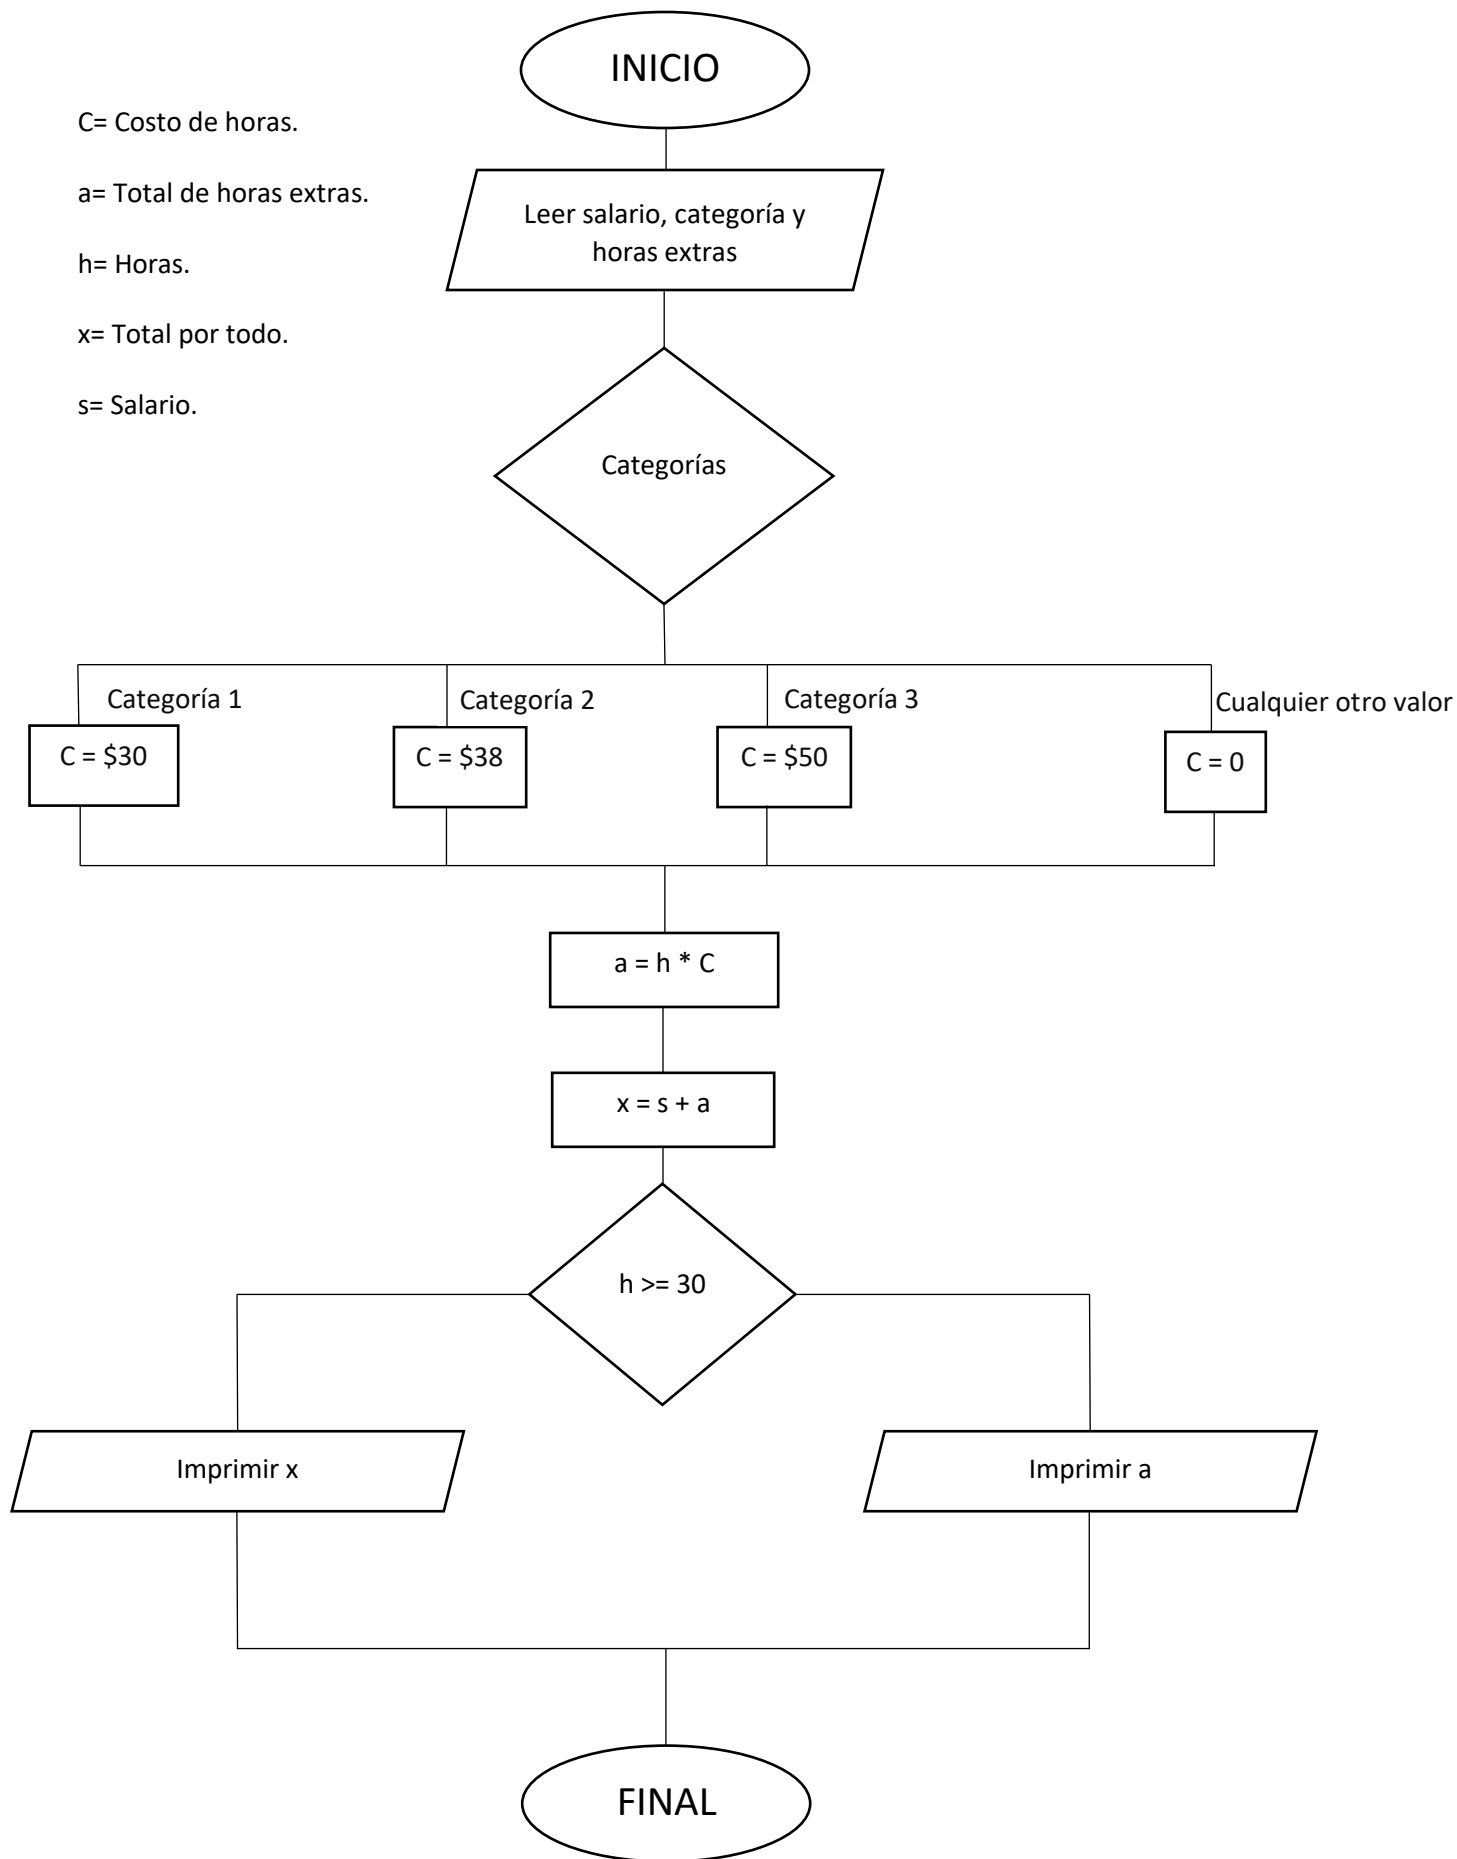 INICIO
C= Costo de horas.
a= Total de horas extras.
h= Horas.
x= Total por todo.
s= Salario.
Leer salario, categoría y
horas extras
Categorías
Categoría 1
Categoría 2
Categoría 3
Cualquier otro valor
C = $30
C = $38
C = $50
C = 0
a = h * C
x = s + a
h >= 30
Imprimir x
Imprimir a
FINAL